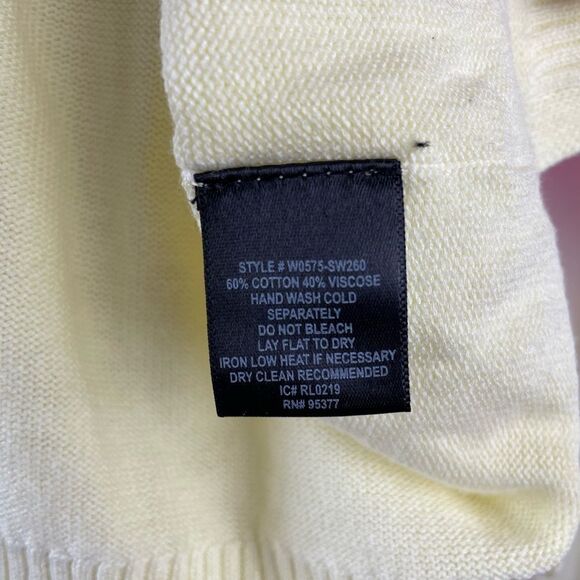 STYLE # W0575-SW260
60% COTTON 40% VISCOSE
HAND WASH COLD
SEPARATELY
DO NOT BLEACH
LAY FLAT TO DRY
IRON LOW HEAT IF NECESSARY
DRY CLEAN RECOMMENDED
IC# RL0219
RN# 95377